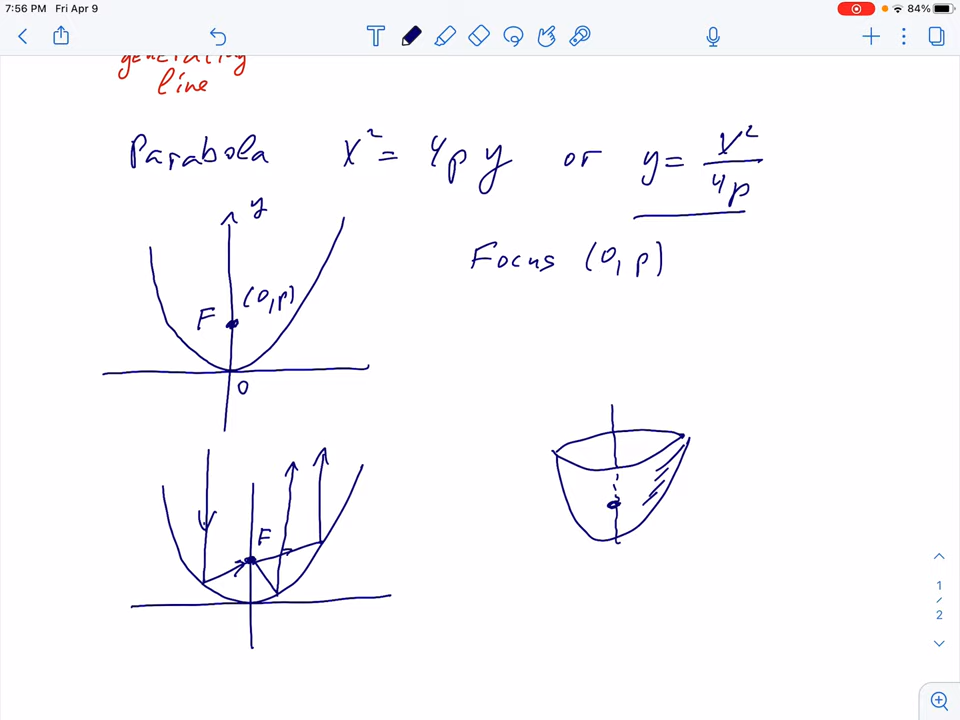 7:56 PM Fri Apr 9
84%
generating
line
Parabola x² = 4py or y = x²/4p
y
Focus (0, p)
(0, p)
F
0
F
1
/
2